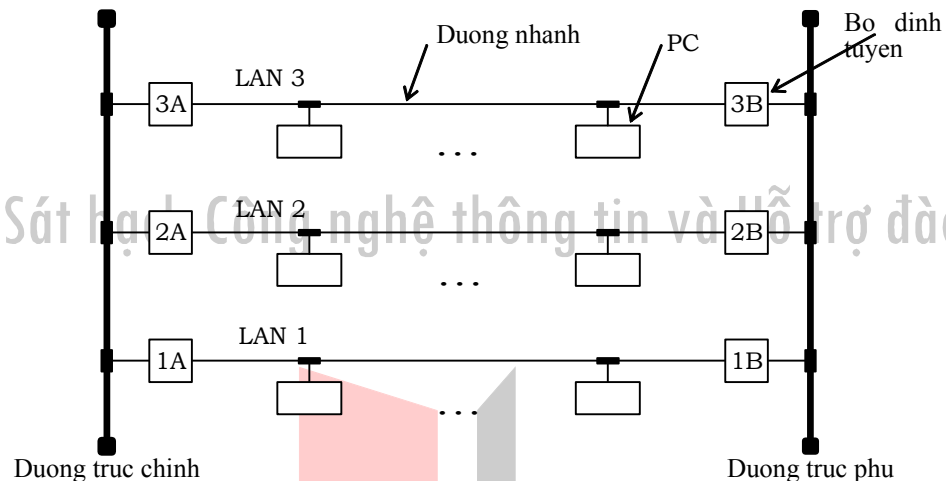 Duong nhanh
Bo dinh
tuyen
PC
LAN 3
3A
3B
...
Sát hạch Công nghệ thông tin và Hỗ trợ đào
LAN 2
2A
2B
...
LAN 1
1A
1B
...
Duong truc chinh
Duong truc phu